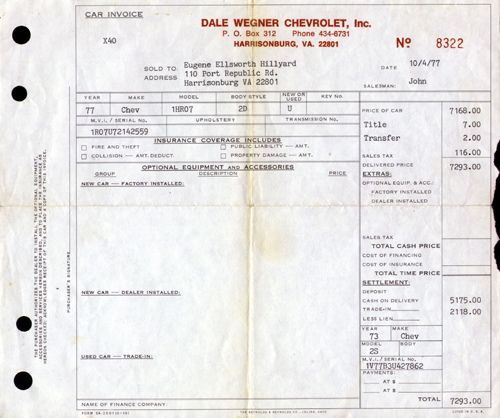 CAR INVOICE
DALE WEGNER CHEVROLET, Inc.
P. O. Box 312 Phone 434-6731
HARRISONBURG, VA. 22801
X40
No 8322
SOLD TO Eugene Ellsworth Hillyard
ADDRESS 110 Port Republic Rd.
Harrisonburg VA 22801
DATE 10/4/77
SALESMAN: John
YEAR MAKE MODEL BODY STYLE NEW OR USED KEY No.
77 Chev 1HR07 2D U
M.V.I. / SERIAL No. UPHOLSTERY TRANSMISSION No.
1R07U72142559
INSURANCE COVERAGE INCLUDES
FIRE AND THEFT PUBLIC LIABILITY — AMT.
COLLISION — AMT. DEDUCT. PROPERTY DAMAGE — AMT.
OPTIONAL EQUIPMENT AND ACCESSORIES
GROUP DESCRIPTION PRICE
NEW CAR — FACTORY INSTALLED:
NEW CAR — DEALER INSTALLED:
USED CAR — TRADE-IN:
NAME OF FINANCE COMPANY:
PRICE OF CAR 7168.00
Title 7.00
Transfer 2.00
SALES TAX 116.00
DELIVERED PRICE 7293.00
EXTRAS:
OPTIONAL EQUIP. & ACC.:
FACTORY INSTALLED
DEALER INSTALLED
SALES TAX
TOTAL CASH PRICE
COST OF FINANCING
COST OF INSURANCE
TOTAL TIME PRICE
SETTLEMENT:
DEPOSIT
CASH ON DELIVERY 5175.00
TRADE-IN 2118.00
LESS LIEN
YEAR MAKE
73 Chev
MODEL BODY
2S
M.V.I. / SERIAL No.
1V77B3U427862
PAYMENTS:
AT $
AT $
TOTAL 7293.00
PURCHASER'S SIGNATURE